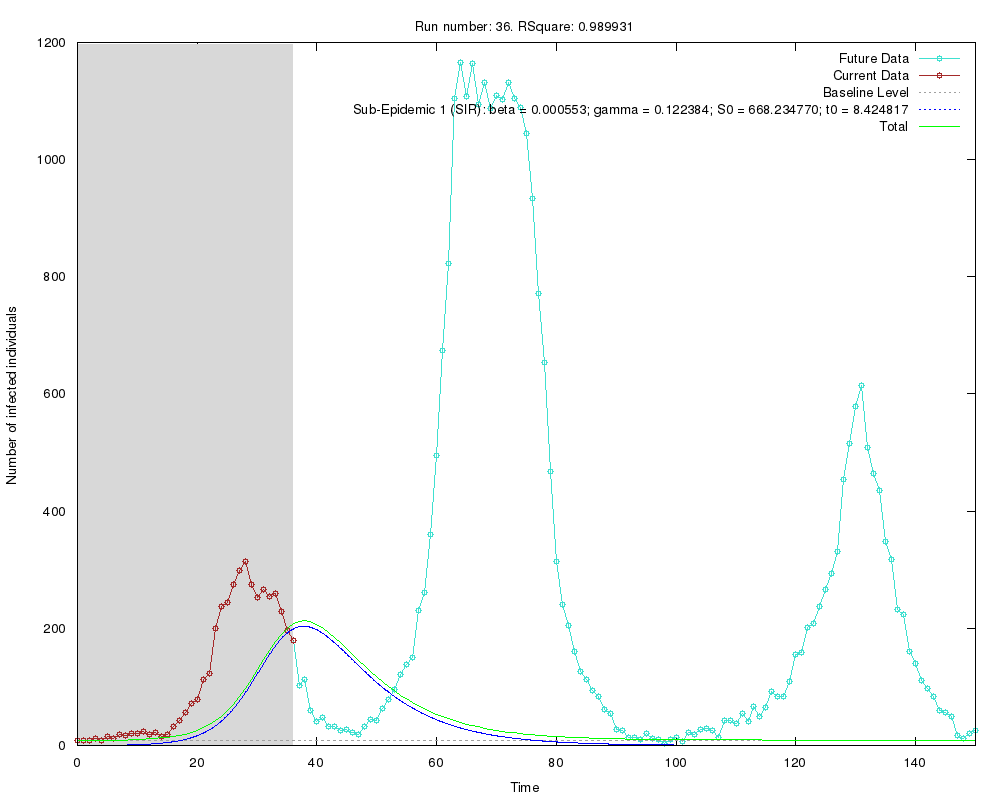 Run number: 36. RSquare: 0.989931
Future Data
Current Data
Baseline Level
Sub-Epidemic 1 (SIR): beta = 0.000553; gamma = 0.122384; S0 = 668.234770; t0 = 8.424817
Total
Number of infected individuals
1200
1000
800
600
400
200
0
0 20 40 60 80 100 120 140
Time